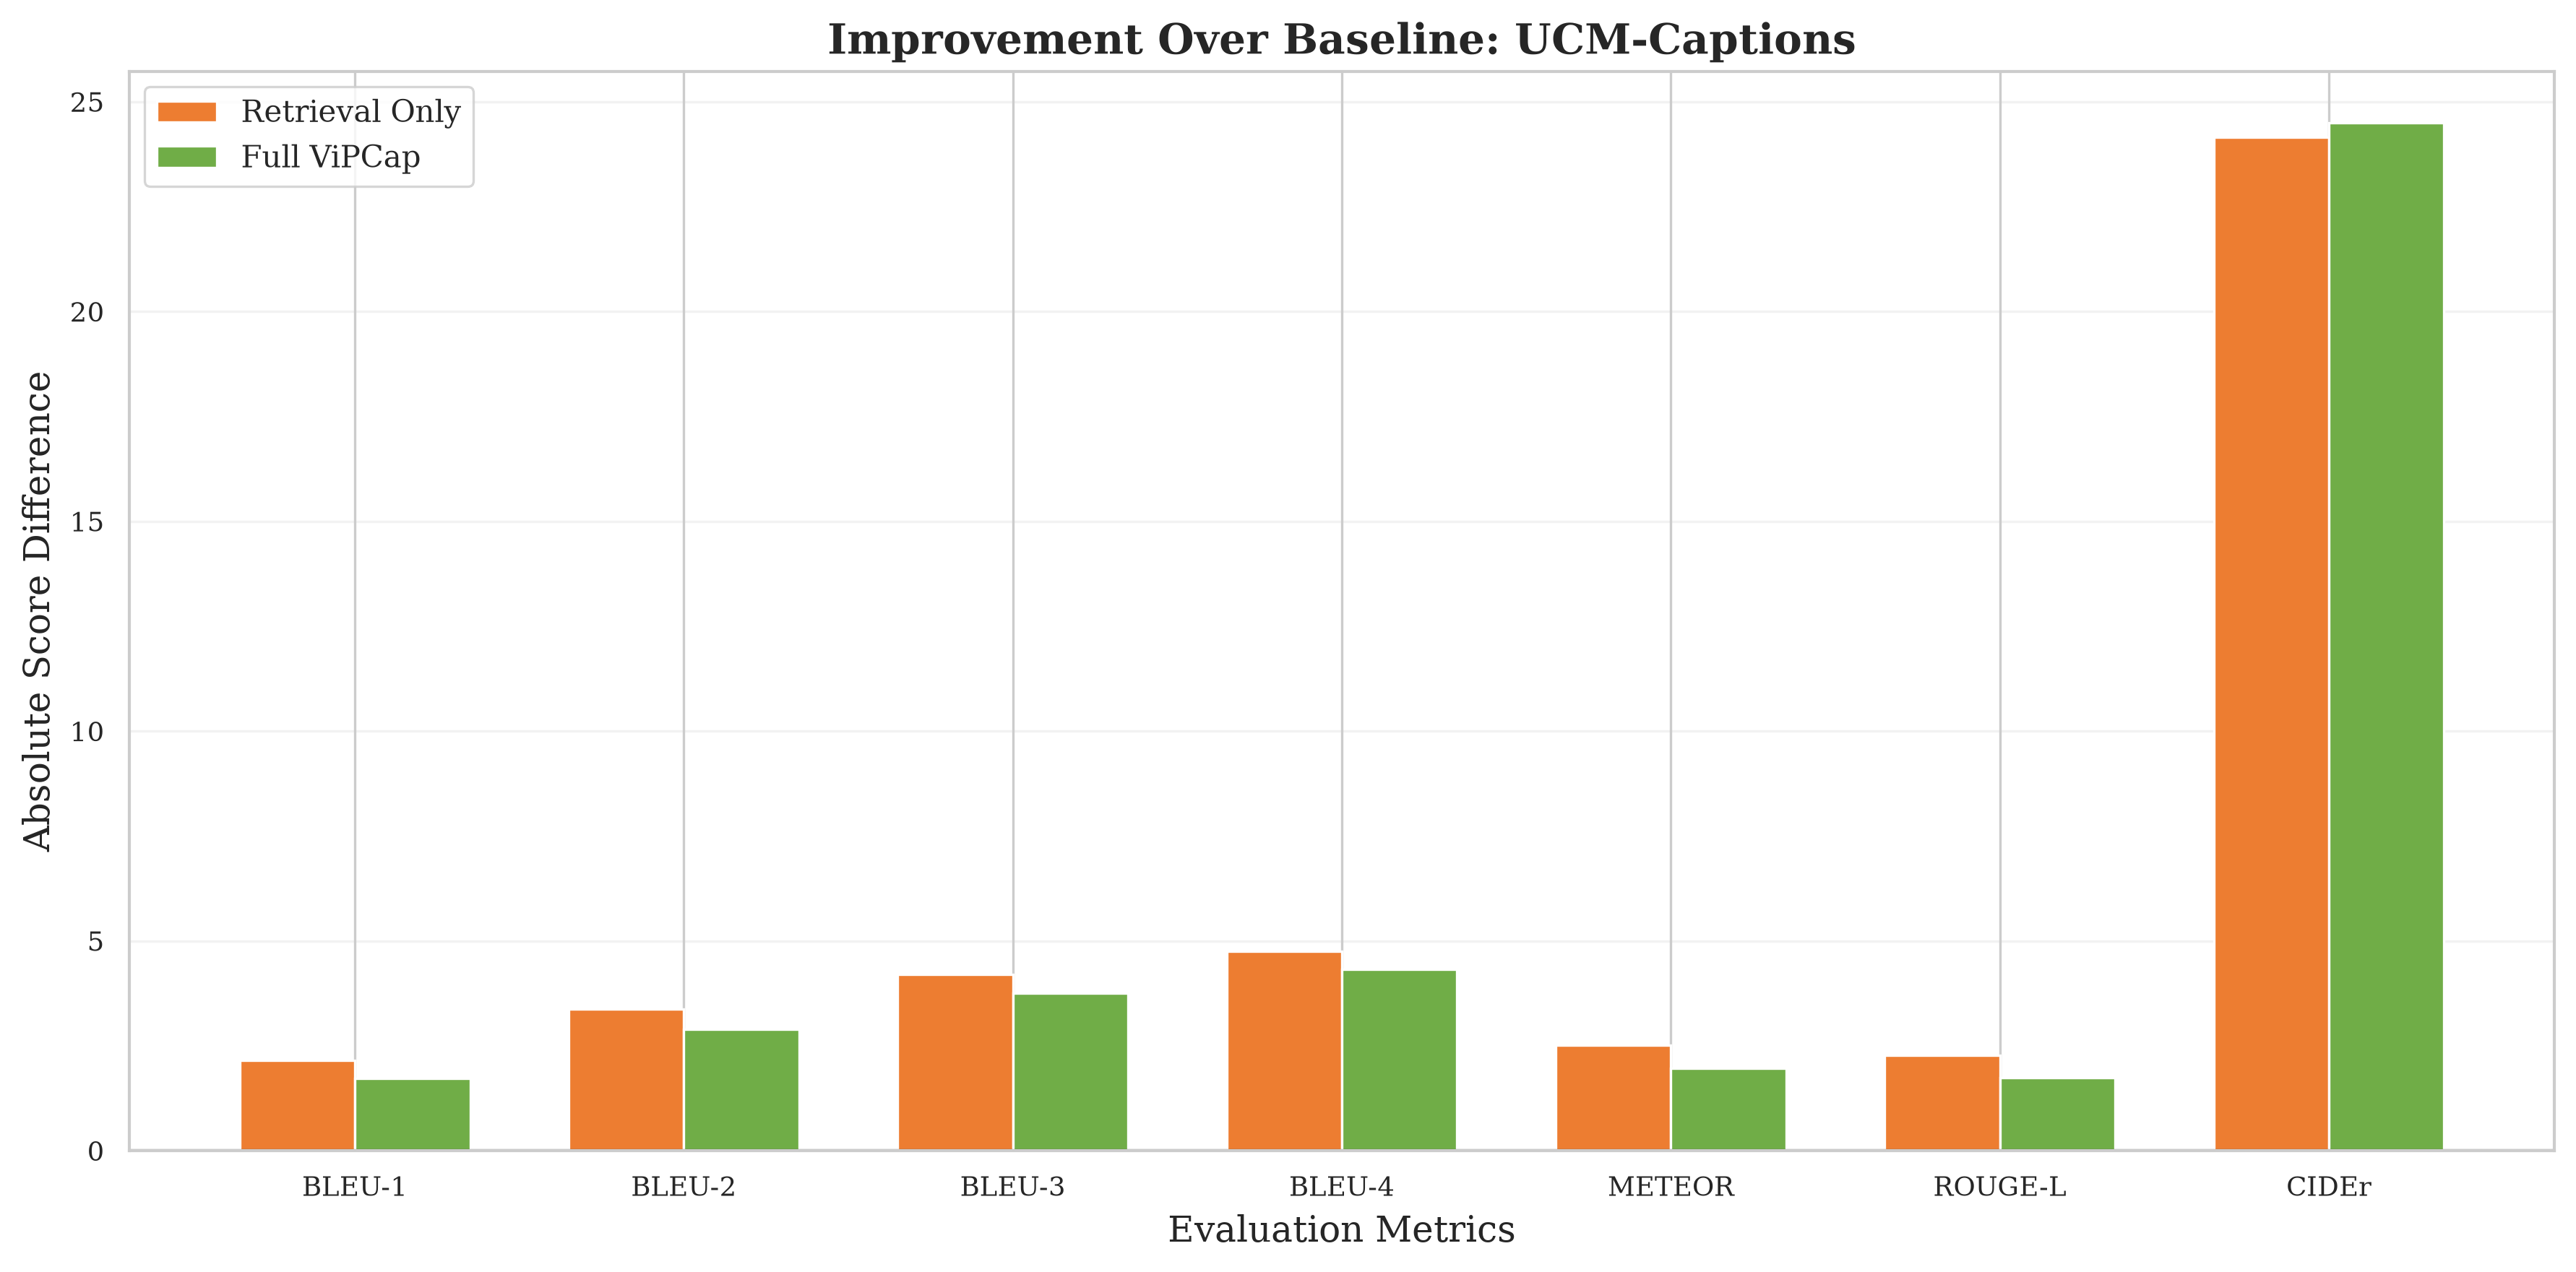 Improvement Over Baseline: UCM-Captions
Retrieval Only
Full ViPCap
Absolute Score Difference
25
20
15
10
5
0
BLEU-1 BLEU-2 BLEU-3 BLEU-4 METEOR ROUGE-L CIDEr
Evaluation Metrics